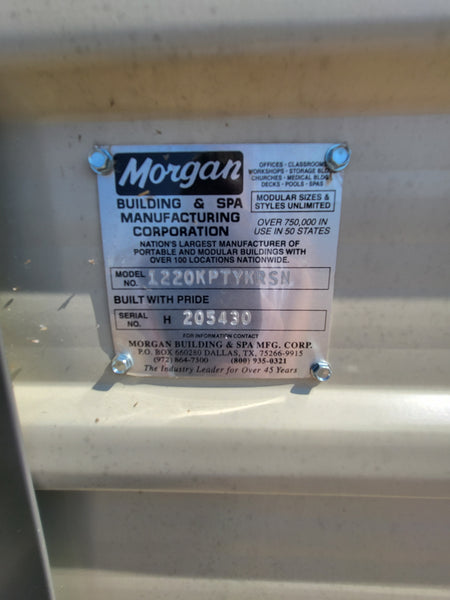 Morgan
OFFICES - CLASSROOMS
WORKSHOPS - STORAGE BLDG
CHURCHES - MEDICAL BLDG
DECKS - POOLS - SPAS
BUILDING & SPA
MANUFACTURING
CORPORATION
MODULAR SIZES &
STYLES UNLIMITED
OVER 750,000 IN
USE IN 50 STATES
NATION'S LARGEST MANUFACTURER OF
PORTABLE AND MODULAR BUILDINGS WITH
OVER 100 LOCATIONS NATIONWIDE.
MODEL NO. 1220KPTYKRSN
BUILT WITH PRIDE
SERIAL NO. H 205430
FOR INFORMATION CONTACT
MORGAN BUILDING & SPA MFG. CORP.
P.O. BOX 660280 DALLAS, TX, 75266-9915
(972) 864-7300 (800) 935-0321
The Industry Leader for Over 45 Years